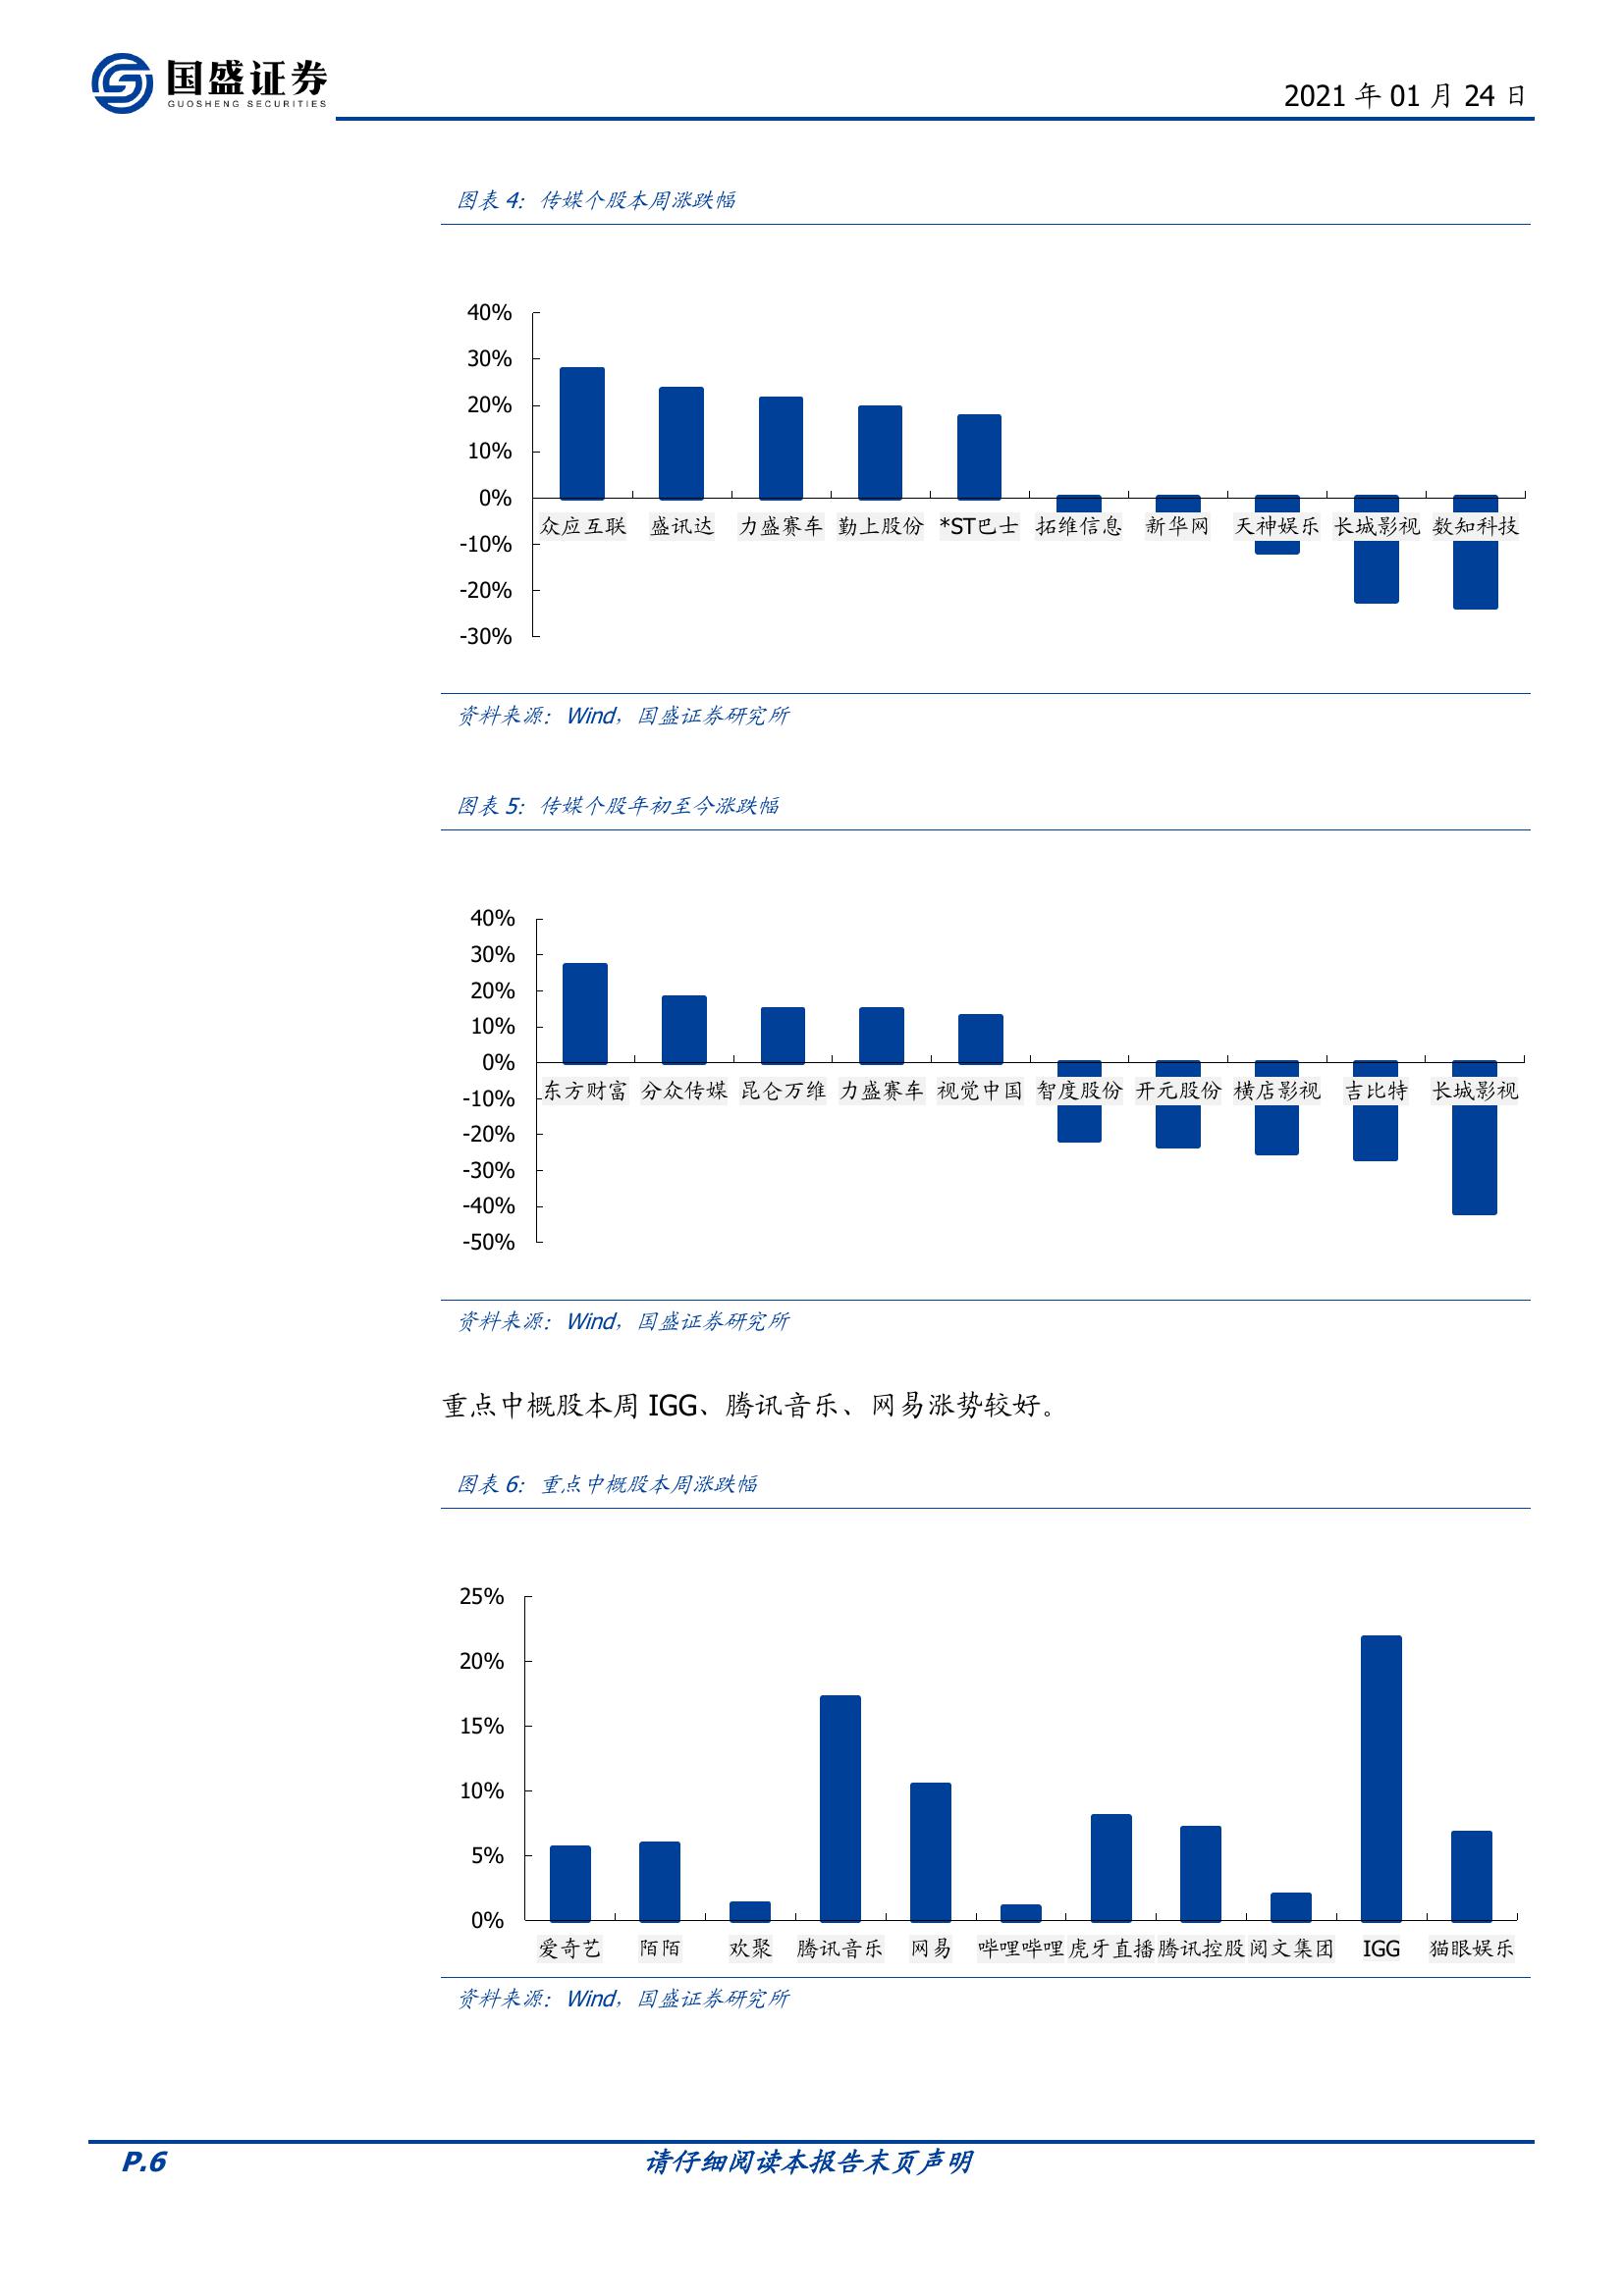 国盛证券
GUOSHENG SECURITIES
2021 年 01 月 24 日
图表 4：传媒个股本周涨跌幅
40%
30%
20%
10%
0%
-10%
-20%
-30%
众应互联 盛讯达 力盛赛车 勤上股份 *ST巴士 拓维信息 新华网 天神娱乐 长城影视 数知科技
资料来源：Wind，国盛证券研究所
图表 5：传媒个股年初至今涨跌幅
40%
30%
20%
10%
0%
-10%
-20%
-30%
-40%
-50%
东方财富 分众传媒 昆仑万维 力盛赛车 视觉中国 智度股份 开元股份 横店影视 吉比特 长城影视
资料来源：Wind，国盛证券研究所
重点中概股本周 IGG、腾讯音乐、网易涨势较好。
图表 6：重点中概股本周涨跌幅
25%
20%
15%
10%
5%
0%
爱奇艺 陌陌 欢聚 腾讯音乐 网易 哔哩哔哩 虎牙直播 腾讯控股 阅文集团 IGG 猫眼娱乐
资料来源：Wind，国盛证券研究所
P.6 请仔细阅读本报告末页声明